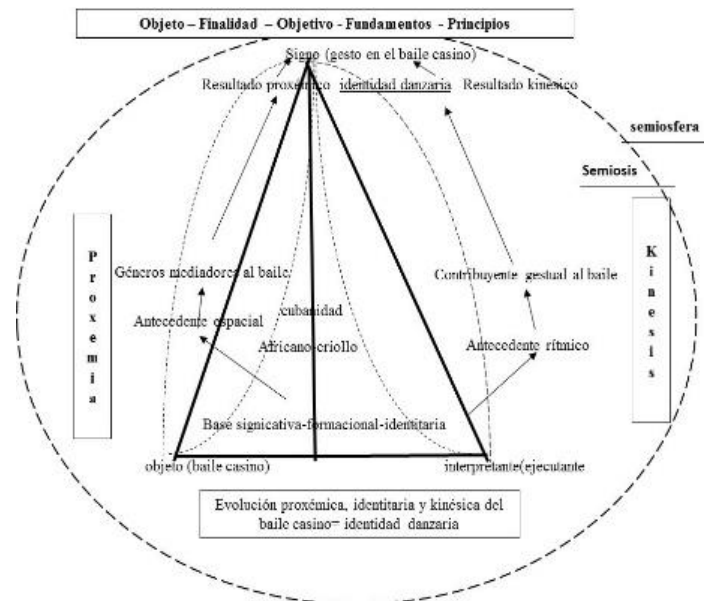 Objeto – Finalidad – Objetivo - Fundamentos - Principios
Signo (gesto en el baile casino)
Resultado proxémico identidad danzaria Resultado kinésico
semiosfera
Semiosis
Proxemia
Kinesis
Géneros mediadores al baile
Contribuyente gestual al baile
cubanidad
Antecedente espacial
Africano-criollo
Antecedente rítmico
Base signicativa-formacional-identitaria
objeto (baile casino)
interpretante(ejecutante
Evolución proxémica, identitaria y kinésica del
baile casino= identidad danzaria